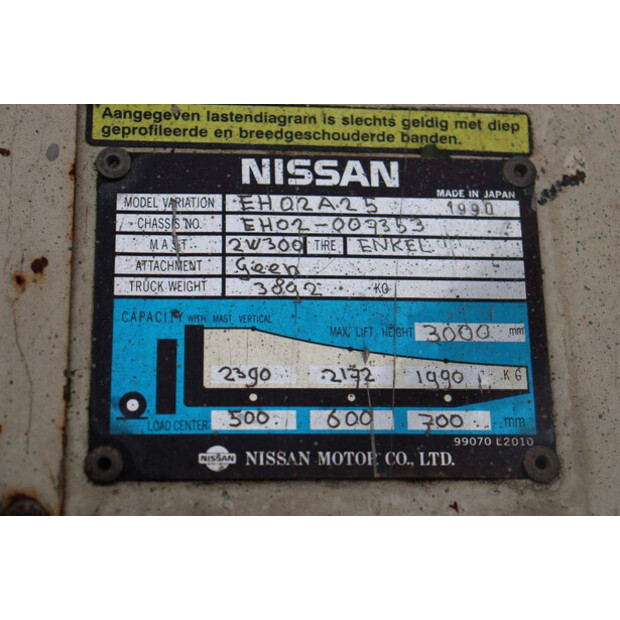 Aangegeven lastendiagram is slechts geldig met diep
geprofileerde en breedgeschouderde banden.
NISSAN
MADE IN JAPAN
MODEL VARIATION EH02A25 1990
CHASSIS NO. EH02-009353
MAST 2W300 TIRE ENKEL
ATTACHMENT Geen
TRUCK WEIGHT 3892 KG
CAPACITY WITH MAST VERTICAL
MAX. LIFT HEIGHT 3000 mm
2390 2172 1990 KG
LOAD CENTER 500 600 700 mm
99070 L2010
NISSAN NISSAN MOTOR CO., LTD.